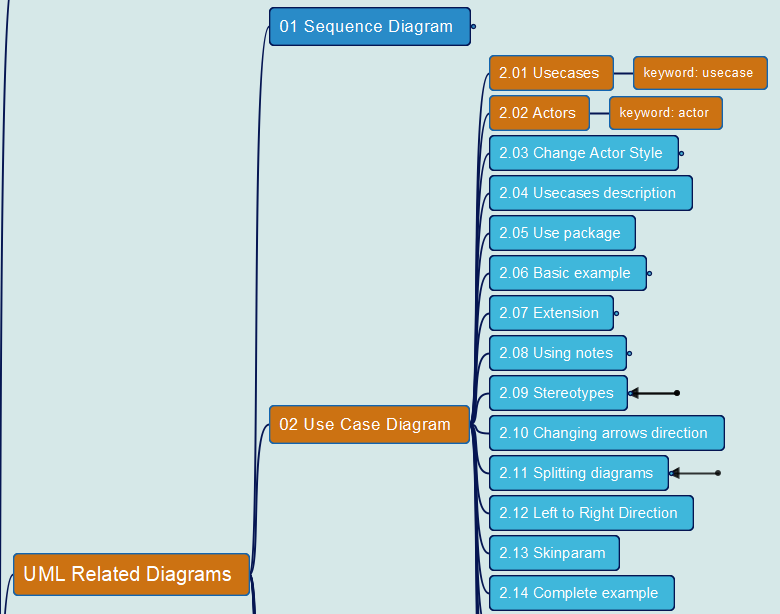 01 Sequence Diagram
2.01 Usecases
keyword: usecase
2.02 Actors
keyword: actor
2.03 Change Actor Style
2.04 Usecases description
2.05 Use package
2.06 Basic example
2.07 Extension
2.08 Using notes
2.09 Stereotypes
02 Use Case Diagram
2.10 Changing arrows direction
2.11 Splitting diagrams
2.12 Left to Right Direction
2.13 Skinparam
UML Related Diagrams
2.14 Complete example